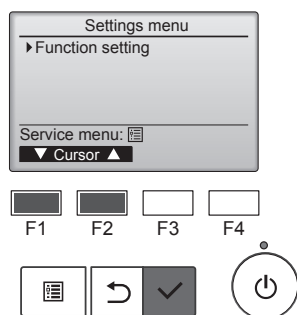 Settings menu
Function setting
Service menu:
▼ Cursor ▲
F1 F2 F3 F4